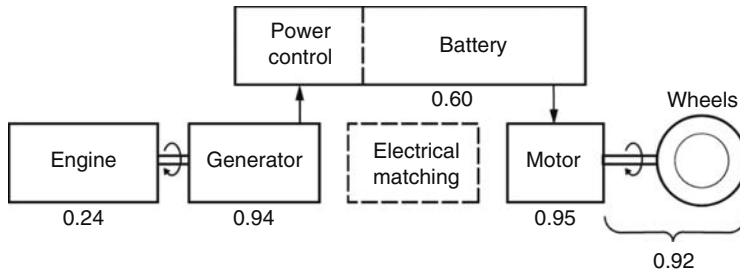 Power
control
Battery
0.60
Wheels
Engine
Generator
Electrical
matching
Motor
0.24
0.94
0.95
0.92